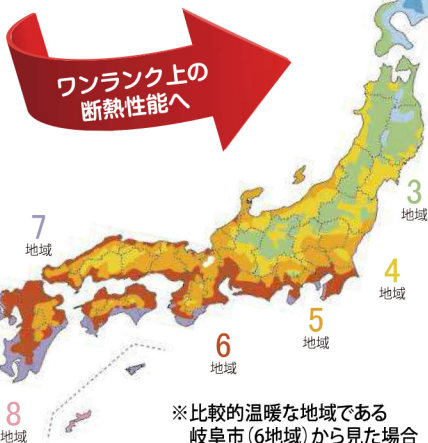 ワンランク上の
断熱性能へ
3
地域
7
地域
4
地域
5
地域
6
地域
8
地域
※比較的温暖な地域である
岐阜市(6地域)から見た場合